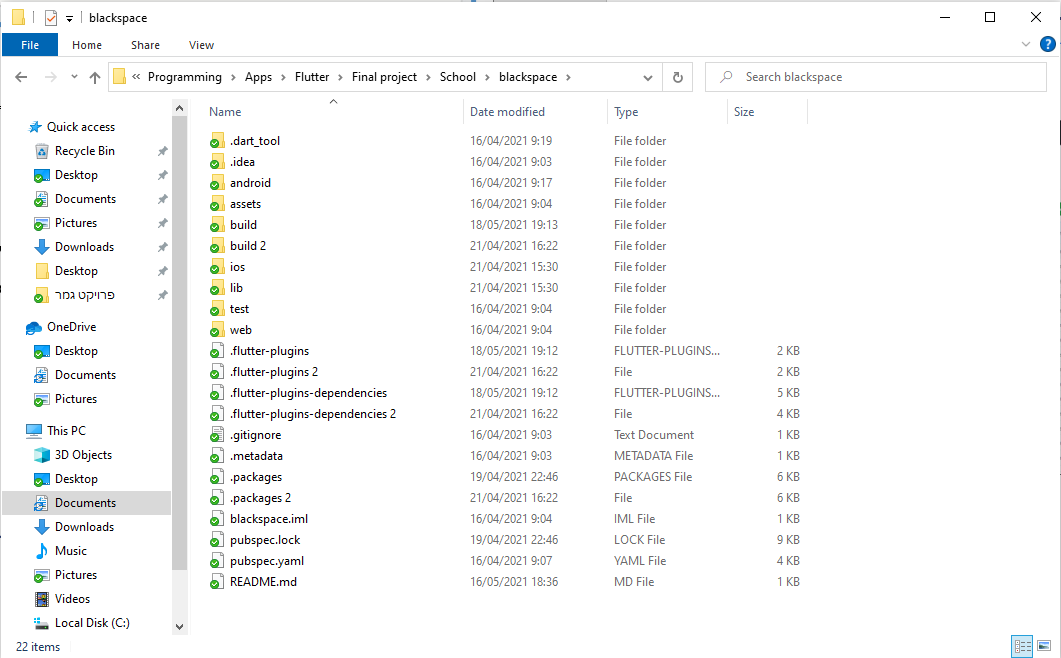 blackspace
File Home Share View
« Programming > Apps > Flutter > Final project > School > blackspace >
Search blackspace
Name Date modified Type Size
Quick access
Recycle Bin
Desktop
Documents
Pictures
Downloads
Desktop
פרויקט גמר
OneDrive
Desktop
Documents
Pictures
This PC
3D Objects
Desktop
Documents
Downloads
Music
Pictures
Videos
Local Disk (C:)
.dart_tool 16/04/2021 9:19 File folder
.idea 16/04/2021 9:03 File folder
android 16/04/2021 9:17 File folder
assets 16/04/2021 9:04 File folder
build 18/05/2021 19:13 File folder
build 2 21/04/2021 16:22 File folder
ios 21/04/2021 15:30 File folder
lib 21/04/2021 15:30 File folder
test 16/04/2021 9:04 File folder
web 16/04/2021 9:04 File folder
.flutter-plugins 18/05/2021 19:12 FLUTTER-PLUGINS... 2 KB
.flutter-plugins 2 21/04/2021 16:22 File 2 KB
.flutter-plugins-dependencies 18/05/2021 19:12 FLUTTER-PLUGINS... 5 KB
.flutter-plugins-dependencies 2 21/04/2021 16:22 File 4 KB
.gitignore 16/04/2021 9:03 Text Document 1 KB
.metadata 16/04/2021 9:03 METADATA File 1 KB
.packages 19/04/2021 22:46 PACKAGES File 6 KB
.packages 2 21/04/2021 16:22 File 6 KB
blackspace.iml 16/04/2021 9:04 IML File 1 KB
pubspec.lock 19/04/2021 22:46 LOCK File 9 KB
pubspec.yaml 16/04/2021 9:07 YAML File 4 KB
README.md 16/05/2021 18:36 MD File 1 KB
22 items